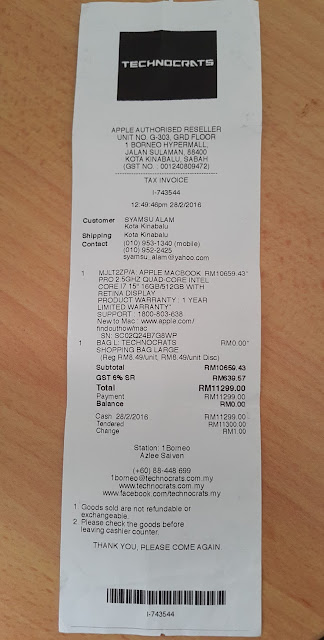 TECHNOCRATS
APPLE AUTHORISED RESELLER
UNIT NO. G-303, GRD FLOOR
1 BORNEO HYPERMALL,
JALAN SULAMAN, 88400
KOTA KINABALU, SABAH
(GST NO. : 001240809472)
TAX INVOICE
I-743544
12:49:46pm 28/2/2016
Customer SYAMSU ALAM
Kota Kinabalu
Shipping Kota Kinabalu
Contact (010) 953-1340 (mobile)
(010) 952-2425
syamsu_alam@yahoo.com
1 MJLT2ZP/A: APPLE MACBOOK RM10659.43*
PRO 2.5GHZ QUAD-CORE INTEL
CORE I7 15" 16GB/512GB WITH
RETINA DISPLAY
PRODUCT WARRANTY : 1 YEAR
LIMITED WARRANTY*
SUPPORT : 1800-803-638
New to Mac : www.apple.com/
findouthow/mac
SN: SC02Q24B7G8WP
1 BAG L: TECHNOCRATS RM0.00*
SHOPPING BAG LARGE
(Reg RM8.49/unit, RM8.49/unit Disc)
Subtotal RM10659.43
GST 6% SR RM639.57
Total RM11299.00
Payment RM11299.00
Balance RM0.00
Cash 28/2/2016 RM11299.00
Tendered RM11300.00
Change RM1.00
Station: 1Borneo
Azlee Saiven
(+60) 88-448 699
1borneo@technocrats.com.my
www.technocrats.com.my
www.facebook.com/technocrats.my
1 Goods sold are not refundable or
exchangeable.
2 Please check the goods before
leaving cashier counter.
THANK YOU, PLEASE COME AGAIN.
I-743544